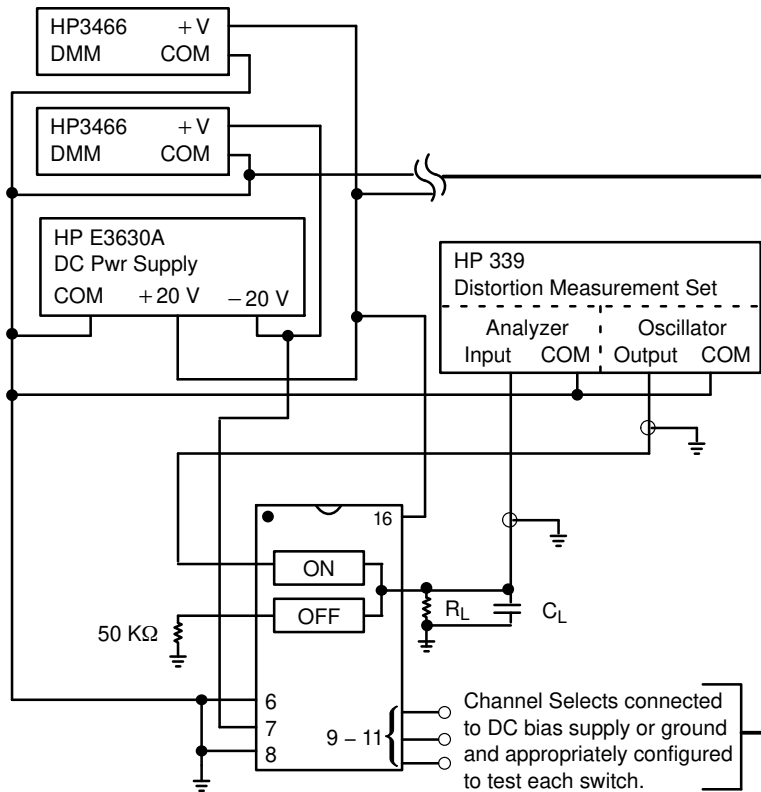 HP3466 + V
DMM COM
HP3466 + V
DMM COM
HP E3630A
DC Pwr Supply
COM + 20 V − 20 V
HP 339
Distortion Measurement Set
Analyzer Oscillator
Input COM Output COM
16
ON
OFF
50 KΩ
RL
CL
6
7
8
9 – 11
Channel Selects connected
to DC bias supply or ground
and appropriately configured
to test each switch.